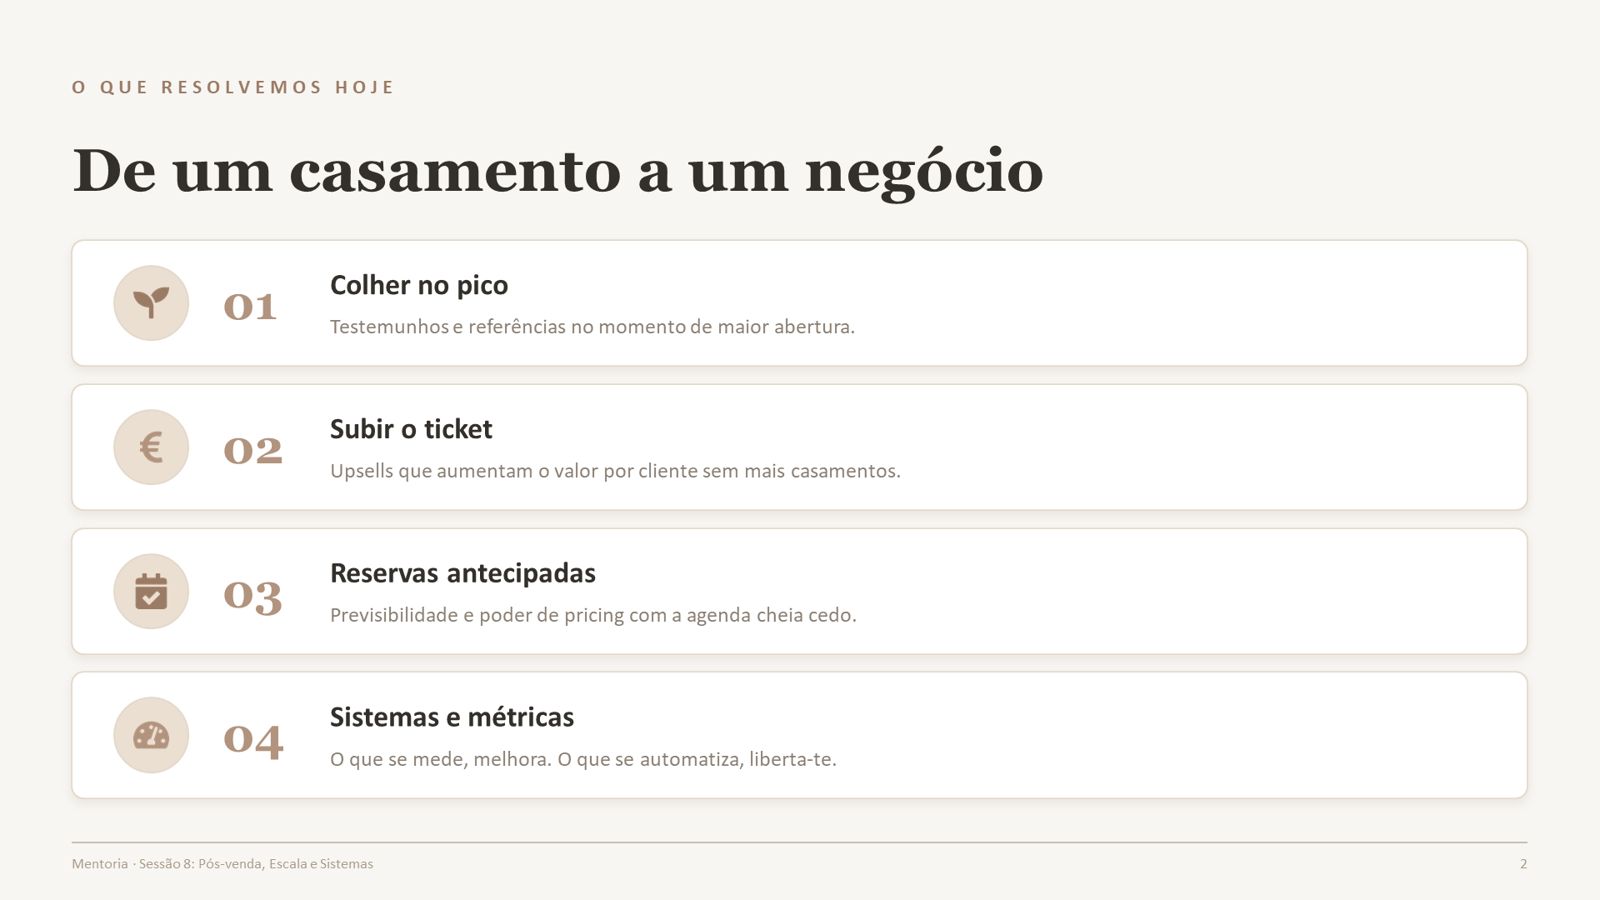 O QUE RESOLVEMOS HOJE
De um casamento a um negócio
01
Colher no pico
Testemunhos e referências no momento de maior abertura.
€
02
Subir o ticket
Upsells que aumentam o valor por cliente sem mais casamentos.
03
Reservas antecipadas
Previsibilidade e poder de pricing com a agenda cheia cedo.
04
Sistemas e métricas
O que se mede, melhora. O que se automatiza, liberta-te.
Mentoria · Sessão 8: Pós-venda, Escala e Sistemas
2